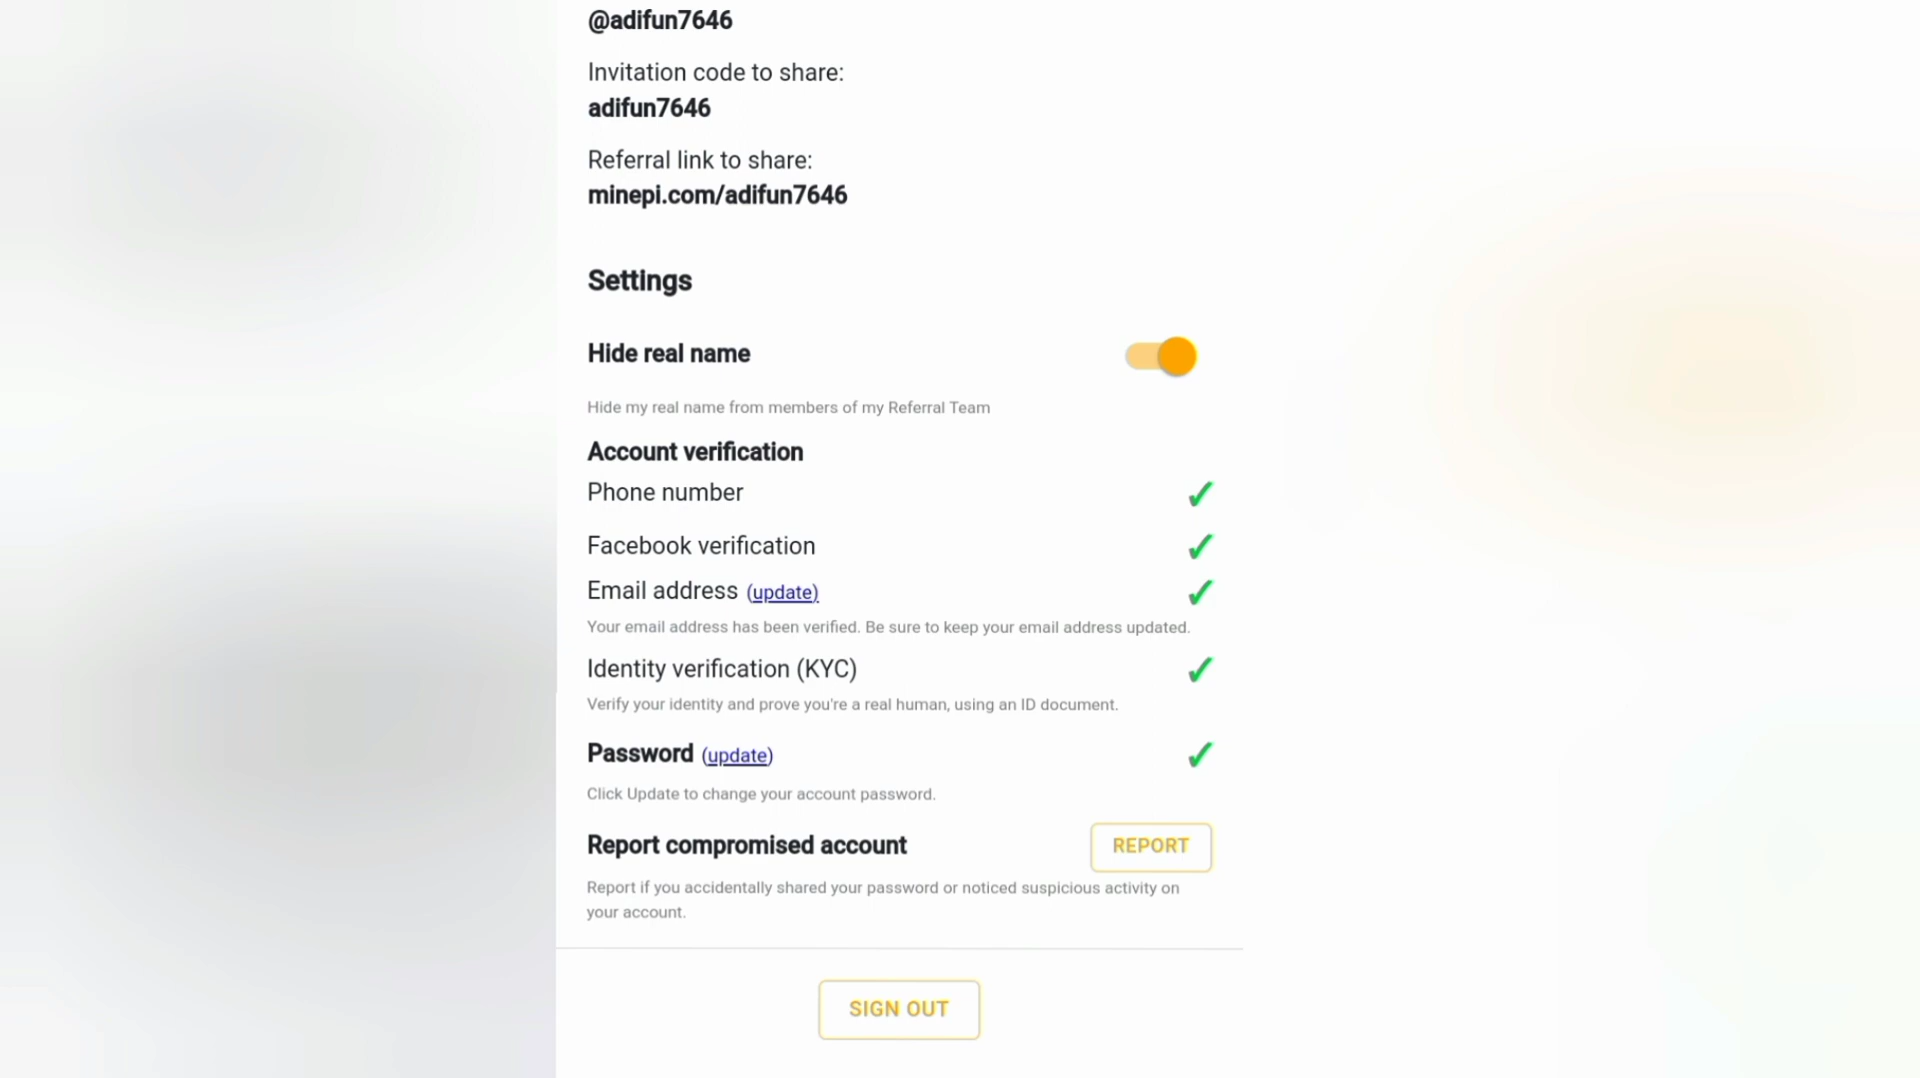 @adifun7646
Invitation code to share:
adifun7646
Referral link to share:
minepi.com/adifun7646
Settings
Hide real name
Hide my real name from members of my Referral Team
Account verification
Phone number
Facebook verification
Email address (update)
Your email address has been verified. Be sure to keep your email address updated.
Identity verification (KYC)
Verify your identity and prove you're a real human, using an ID document.
Password (update)
Click Update to change your account password.
Report compromised account REPORT
Report if you accidentally shared your password or noticed suspicious activity on
your account.
SIGN OUT